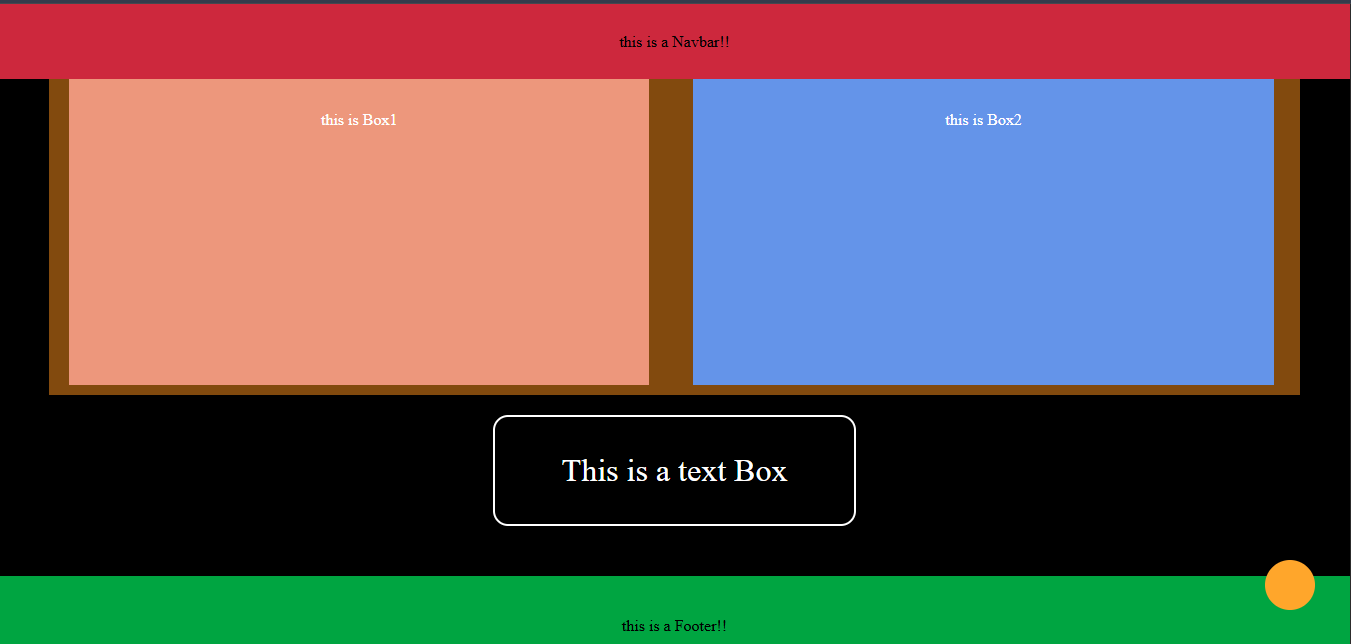 this is a Navbar!!
this is Box1
this is Box2
This is a text Box
this is a Footer!!